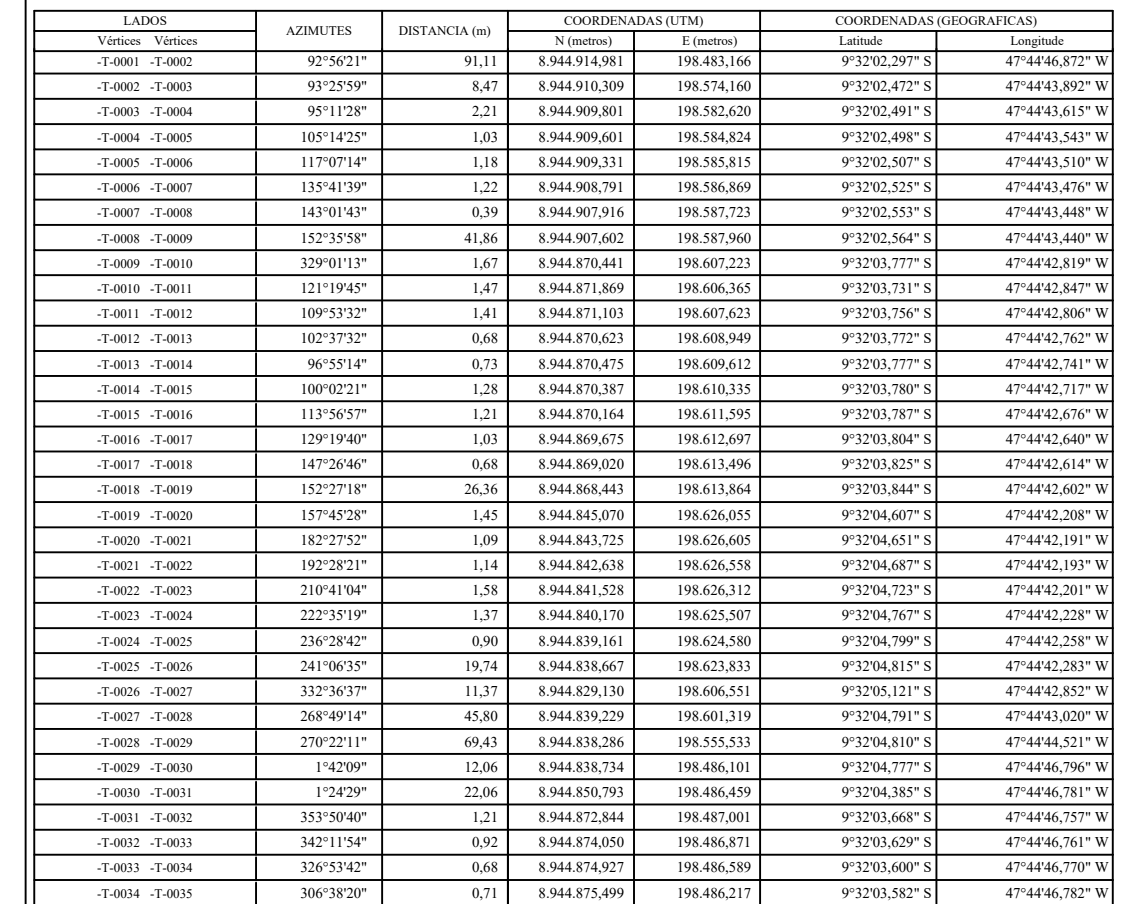 LADOS AZIMUTES DISTANCIA (m) COORDENADAS (UTM) COORDENADAS (GEOGRAFICAS)
Vértices Vértices N (metros) E (metros) Latitude Longitude
-T-0001 -T-0002 92°56'21" 91,11 8.944.914,981 198.483,166 9°32'02,297" S 47°44'46,872" W
-T-0002 -T-0003 93°25'59" 8,47 8.944.910,309 198.574,160 9°32'02,472" S 47°44'43,892" W
-T-0003 -T-0004 95°11'28" 2,21 8.944.909,801 198.582,620 9°32'02,491" S 47°44'43,615" W
-T-0004 -T-0005 105°14'25" 1,03 8.944.909,601 198.584,824 9°32'02,498" S 47°44'43,543" W
-T-0005 -T-0006 117°07'14" 1,18 8.944.909,331 198.585,815 9°32'02,507" S 47°44'43,510" W
-T-0006 -T-0007 135°41'39" 1,22 8.944.908,791 198.586,869 9°32'02,525" S 47°44'43,476" W
-T-0007 -T-0008 143°01'43" 0,39 8.944.907,916 198.587,723 9°32'02,553" S 47°44'43,448" W
-T-0008 -T-0009 152°35'58" 41,86 8.944.907,602 198.587,960 9°32'02,564" S 47°44'43,440" W
-T-0009 -T-0010 329°01'13" 1,67 8.944.870,441 198.607,223 9°32'03,777" S 47°44'42,819" W
-T-0010 -T-0011 121°19'45" 1,47 8.944.871,869 198.606,365 9°32'03,731" S 47°44'42,847" W
-T-0011 -T-0012 109°53'32" 1,41 8.944.871,103 198.607,623 9°32'03,756" S 47°44'42,806" W
-T-0012 -T-0013 102°37'32" 0,68 8.944.870,623 198.608,949 9°32'03,772" S 47°44'42,762" W
-T-0013 -T-0014 96°55'14" 0,73 8.944.870,475 198.609,612 9°32'03,777" S 47°44'42,741" W
-T-0014 -T-0015 100°02'21" 1,28 8.944.870,387 198.610,335 9°32'03,780" S 47°44'42,717" W
-T-0015 -T-0016 113°56'57" 1,21 8.944.870,164 198.611,595 9°32'03,787" S 47°44'42,676" W
-T-0016 -T-0017 129°19'40" 1,03 8.944.869,675 198.612,697 9°32'03,804" S 47°44'42,640" W
-T-0017 -T-0018 147°26'46" 0,68 8.944.869,020 198.613,496 9°32'03,825" S 47°44'42,614" W
-T-0018 -T-0019 152°27'18" 26,36 8.944.868,443 198.613,864 9°32'03,844" S 47°44'42,602" W
-T-0019 -T-0020 157°45'28" 1,45 8.944.845,070 198.626,055 9°32'04,607" S 47°44'42,208" W
-T-0020 -T-0021 182°27'52" 1,09 8.944.843,725 198.626,605 9°32'04,651" S 47°44'42,191" W
-T-0021 -T-0022 192°28'21" 1,14 8.944.842,638 198.626,558 9°32'04,687" S 47°44'42,193" W
-T-0022 -T-0023 210°41'04" 1,58 8.944.841,528 198.626,312 9°32'04,723" S 47°44'42,201" W
-T-0023 -T-0024 222°35'19" 1,37 8.944.840,170 198.625,507 9°32'04,767" S 47°44'42,228" W
-T-0024 -T-0025 236°28'42" 0,90 8.944.839,161 198.624,580 9°32'04,799" S 47°44'42,258" W
-T-0025 -T-0026 241°06'35" 19,74 8.944.838,667 198.623,833 9°32'04,815" S 47°44'42,283" W
-T-0026 -T-0027 332°36'37" 11,37 8.944.829,130 198.606,551 9°32'05,121" S 47°44'42,852" W
-T-0027 -T-0028 268°49'14" 45,80 8.944.839,229 198.601,319 9°32'04,791" S 47°44'43,020" W
-T-0028 -T-0029 270°22'11" 69,43 8.944.838,286 198.555,533 9°32'04,810" S 47°44'44,521" W
-T-0029 -T-0030 1°42'09" 12,06 8.944.838,734 198.486,101 9°32'04,777" S 47°44'46,796" W
-T-0030 -T-0031 1°24'29" 22,06 8.944.850,793 198.486,459 9°32'04,385" S 47°44'46,781" W
-T-0031 -T-0032 353°50'40" 1,21 8.944.872,844 198.487,001 9°32'03,668" S 47°44'46,757" W
-T-0032 -T-0033 342°11'54" 0,92 8.944.874,050 198.486,871 9°32'03,629" S 47°44'46,761" W
-T-0033 -T-0034 326°53'42" 0,68 8.944.874,927 198.486,589 9°32'03,600" S 47°44'46,770" W
-T-0034 -T-0035 306°38'20" 0,71 8.944.875,499 198.486,217 9°32'03,582" S 47°44'46,782" W